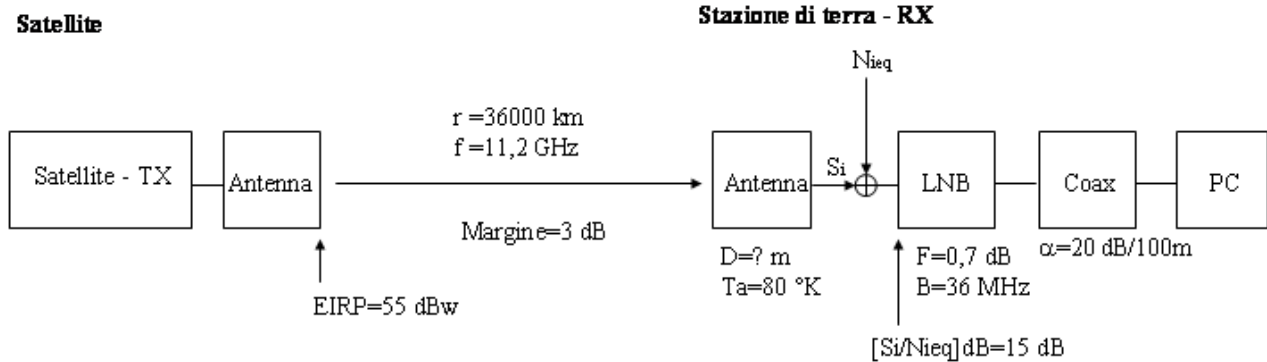 Satellite
Stazione di terra - RX
Nieq
r =36000 km
f =11,2 GHz
Satellite - TX
Antenna
Antenna
Si
LNB
Coax
PC
Margine=3 dB
D=? m
Ta=80 °K
F=0,7 dB
B=36 MHz
α=20 dB/100m
EIRP=55 dBw
[Si/Nieq]dB=15 dB